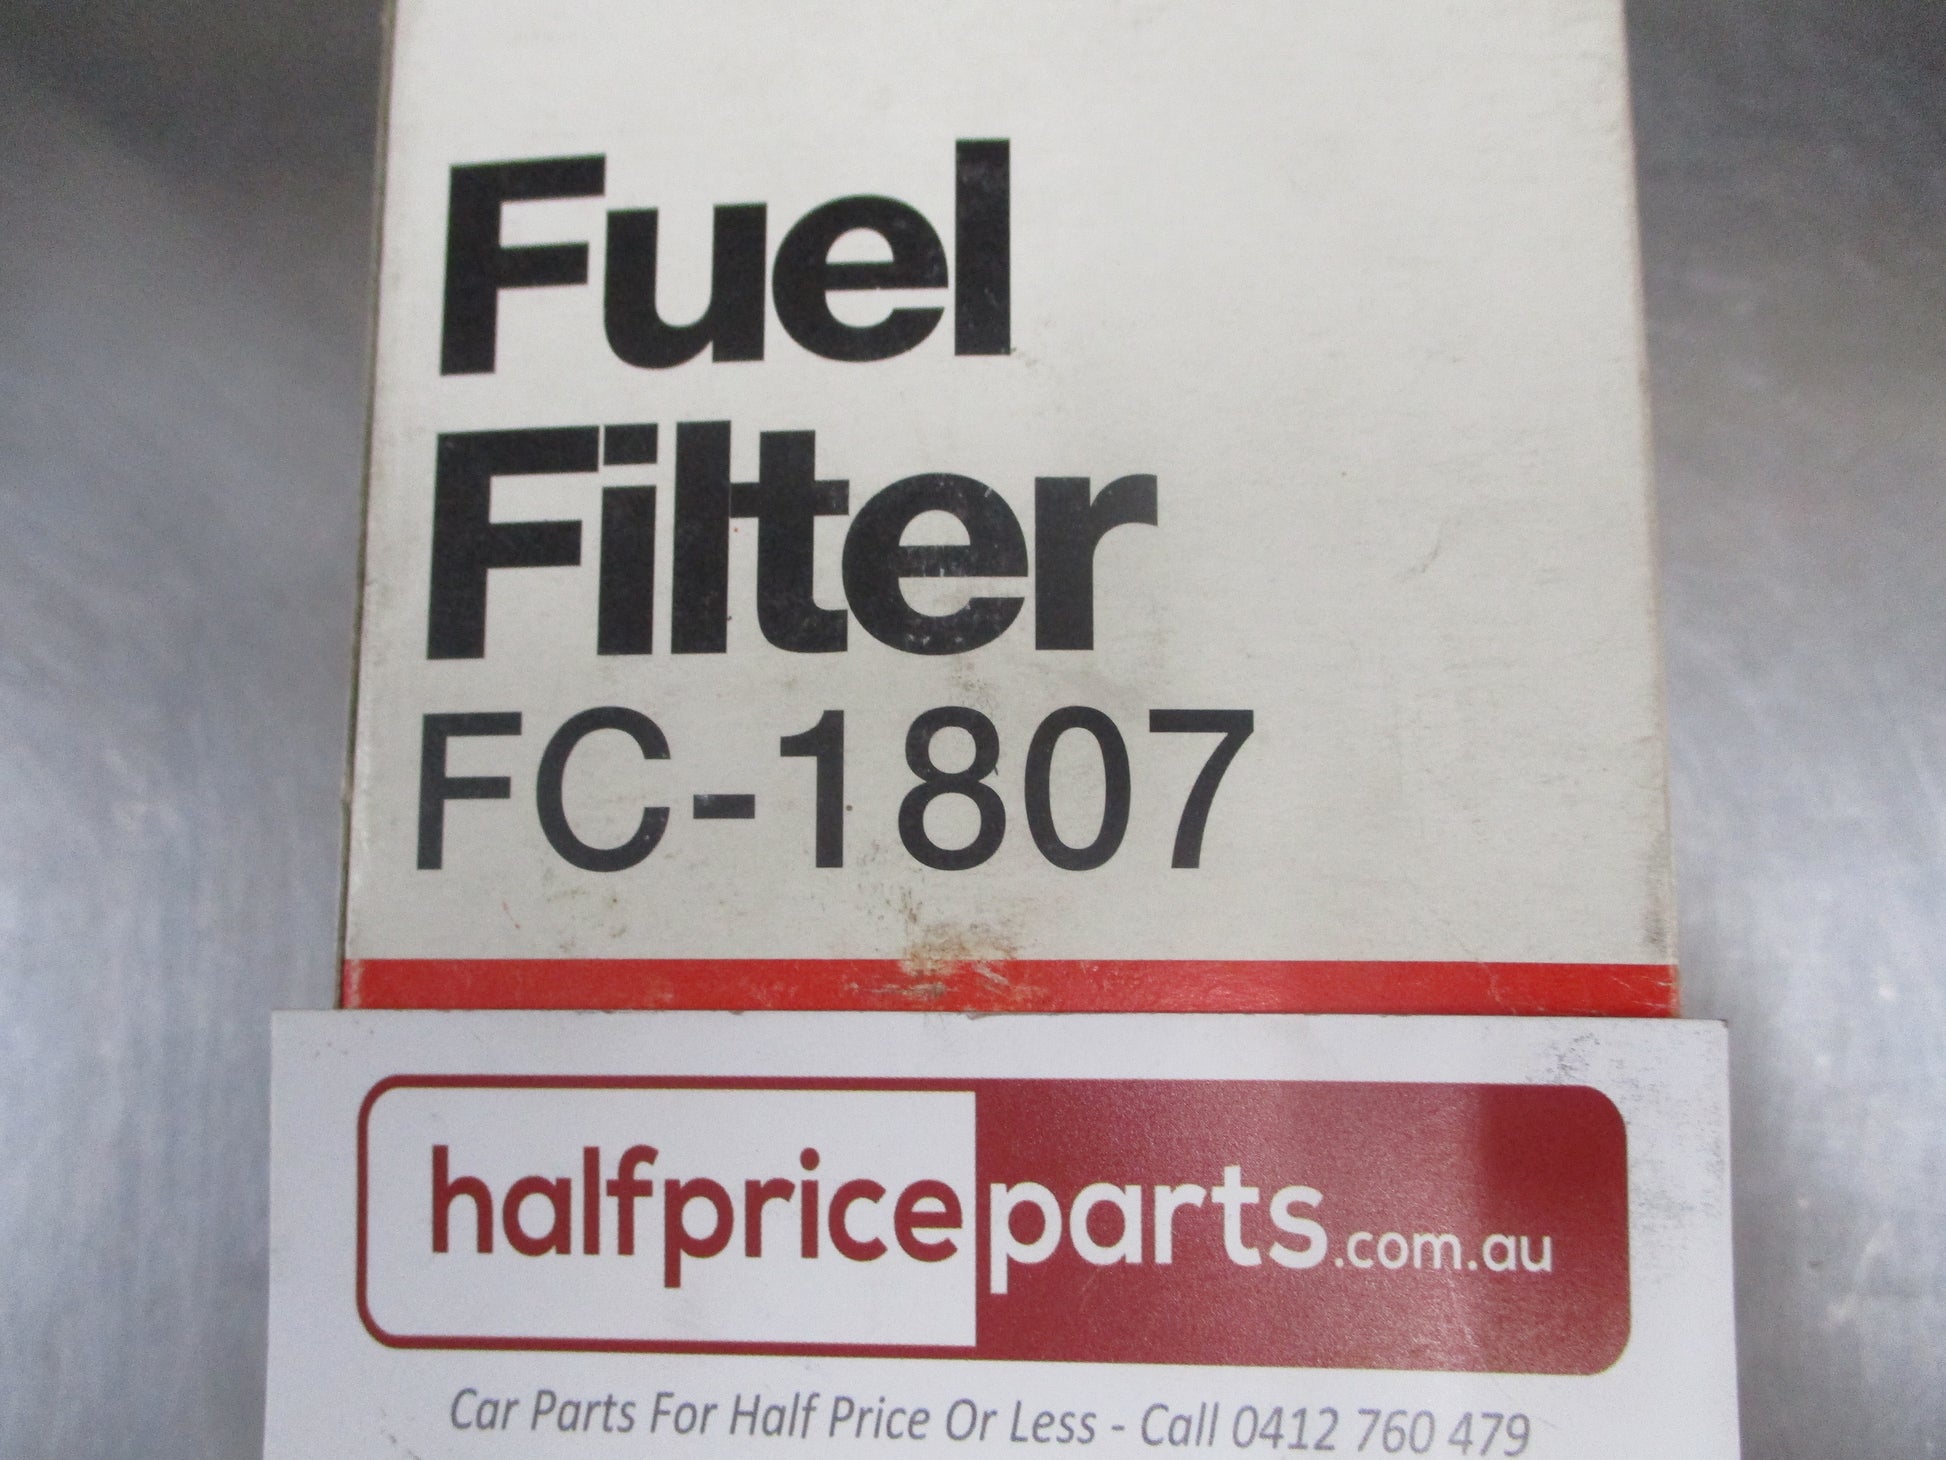 Fuel
Filter
FC-1807
halfpriceparts.com.au
Car Parts For Half Price Or Less - Call 0412 760 479